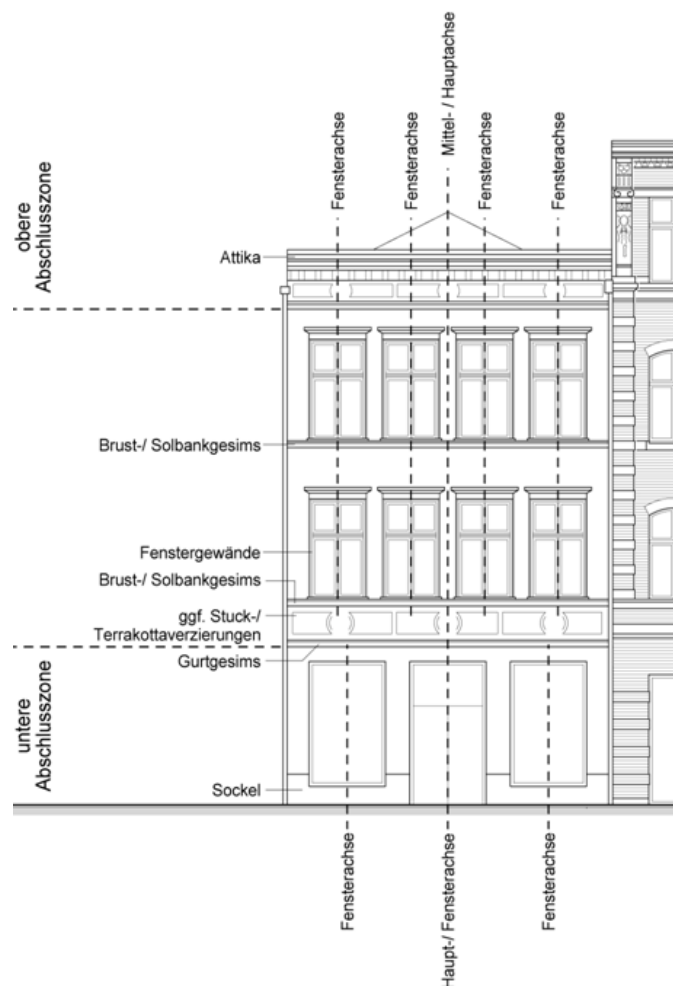 obere
Abschlusszone
Fensterachse
Fensterachse
Mittel- / Hauptachse
Fensterachse
Fensterachse
Attika
Brust-/ Solbankgesims
Fenstergewände
Brust-/ Solbankgesims
ggf. Stuck-/
Terrakottaverzierungen
Gurtgesims
untere
Abschlusszone
Sockel
Fensterachse
Haupt-/ Fensterachse
Fensterachse